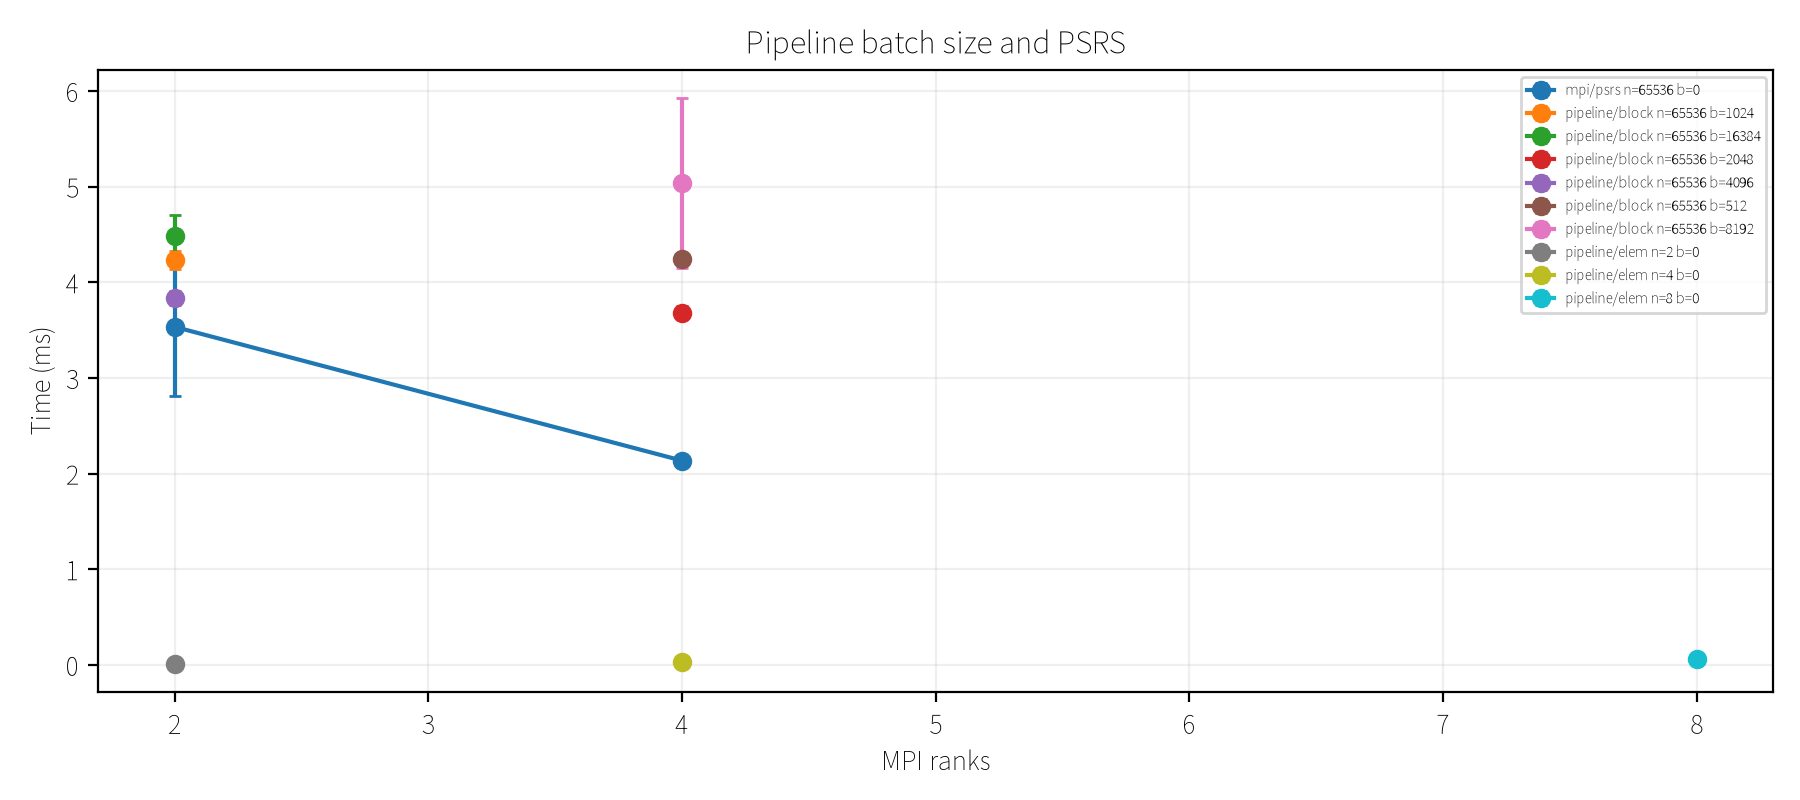 Pipeline batch size and PSRS
6
5
4
3
2
1
0
Time (ms)
mpi/psrs n=65536 b=0
pipeline/block n=65536 b=1024
pipeline/block n=65536 b=16384
pipeline/block n=65536 b=2048
pipeline/block n=65536 b=4096
pipeline/block n=65536 b=512
pipeline/block n=65536 b=8192
pipeline/elem n=2 b=0
pipeline/elem n=4 b=0
pipeline/elem n=8 b=0
2 3 4 5 6 7 8
MPI ranks